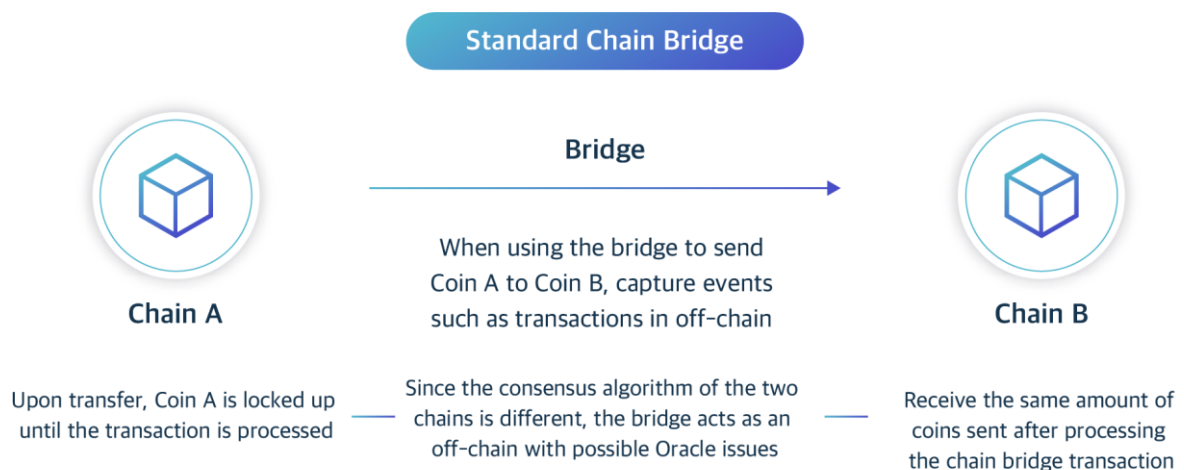 Standard Chain Bridge
Bridge
When using the bridge to send
Coin A to Coin B, capture events
such as transactions in off-chain
Chain A
Chain B
Upon transfer, Coin A is locked up
until the transaction is processed
Since the consensus algorithm of the two
chains is different, the bridge acts as an
off-chain with possible Oracle issues
Receive the same amount of
coins sent after processing
the chain bridge transaction